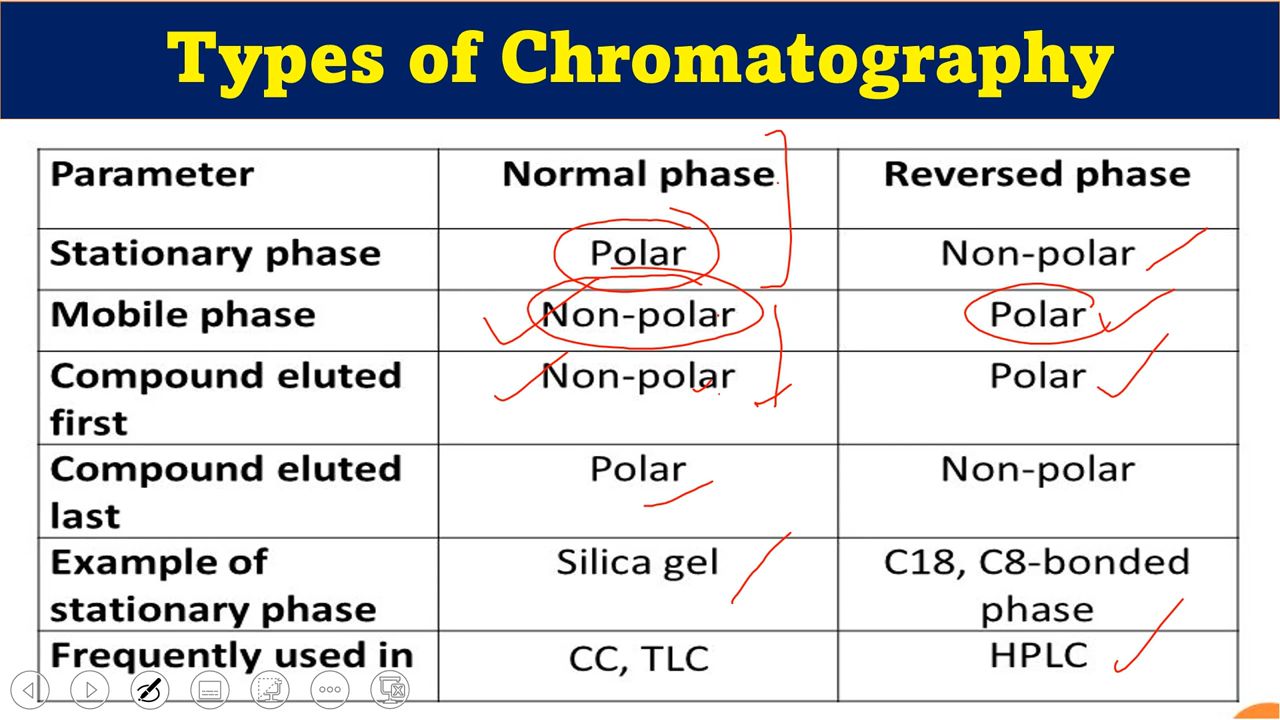 Types of Chromatography
Parameter Normal phase Reversed phase
Stationary phase Polar Non-polar
Mobile phase Non-polar Polar
Compound eluted Non-polar Polar
first
Compound eluted Polar Non-polar
last
Example of Silica gel C18, C8-bonded
stationary phase phase
Frequently used in CC, TLC HPLC